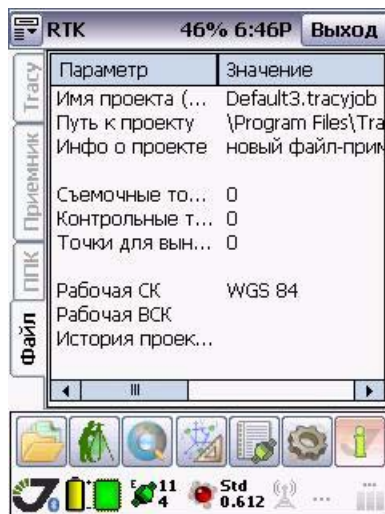 RTK 46% 6:46P Выход
Tracy
Приемник
ППК
Файл
Параметр Значение
Имя проекта (... Default3.tracyjob
Путь к проекту \Program Files\Tra
Инфо о проекте новый файл-прим
Съемочные то... 0
Контрольные т... 0
Точки для вын... 0
Рабочая СК WGS 84
Рабочая ВСК
История проек...
E 11
4
Std
0.612
...